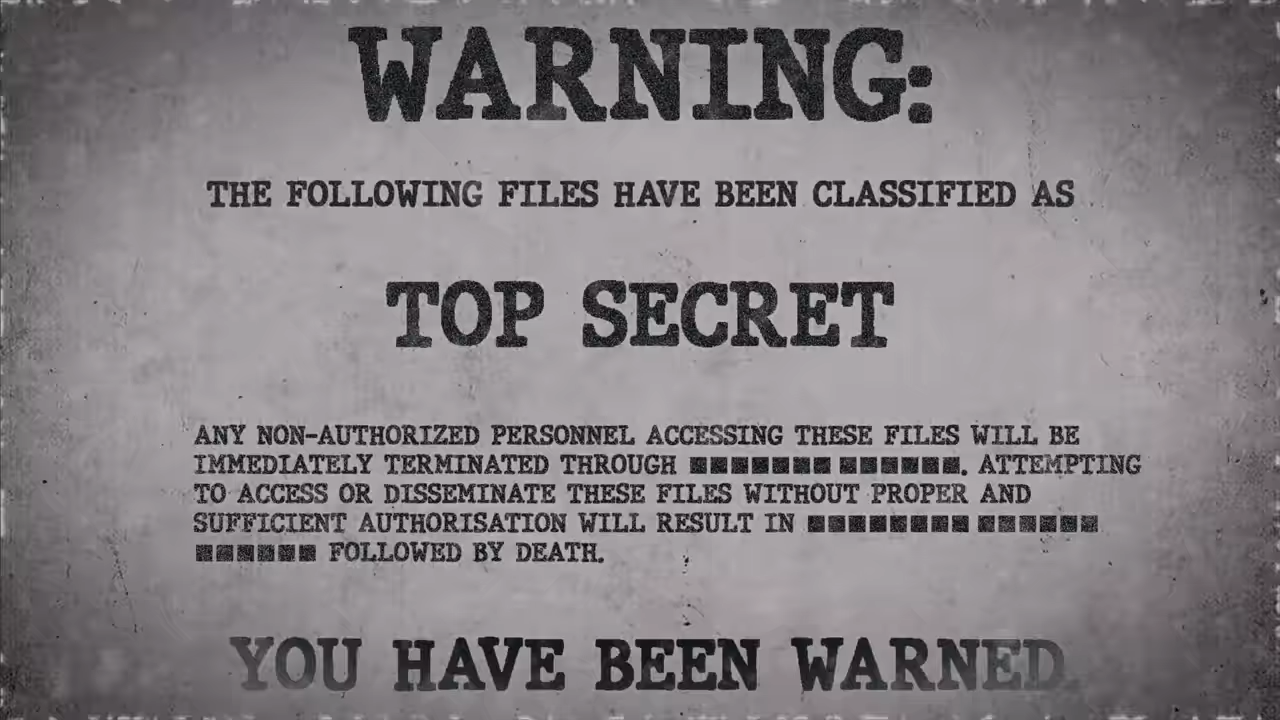 WARNING:
THE FOLLOWING FILES HAVE BEEN CLASSIFIED AS
TOP SECRET
ANY NON-AUTHORIZED PERSONNEL ACCESSING THESE FILES WILL BE
IMMEDIATELY TERMINATED THROUGH ■■■■■■■ ■■■■■■. ATTEMPTING
TO ACCESS OR DISSEMINATE THESE FILES WITHOUT PROPER AND
SUFFICIENT AUTHORISATION WILL RESULT IN ■■■■■■■■ ■■■■■■
■■■■■■ FOLLOWED BY DEATH.
YOU HAVE BEEN WARNED.